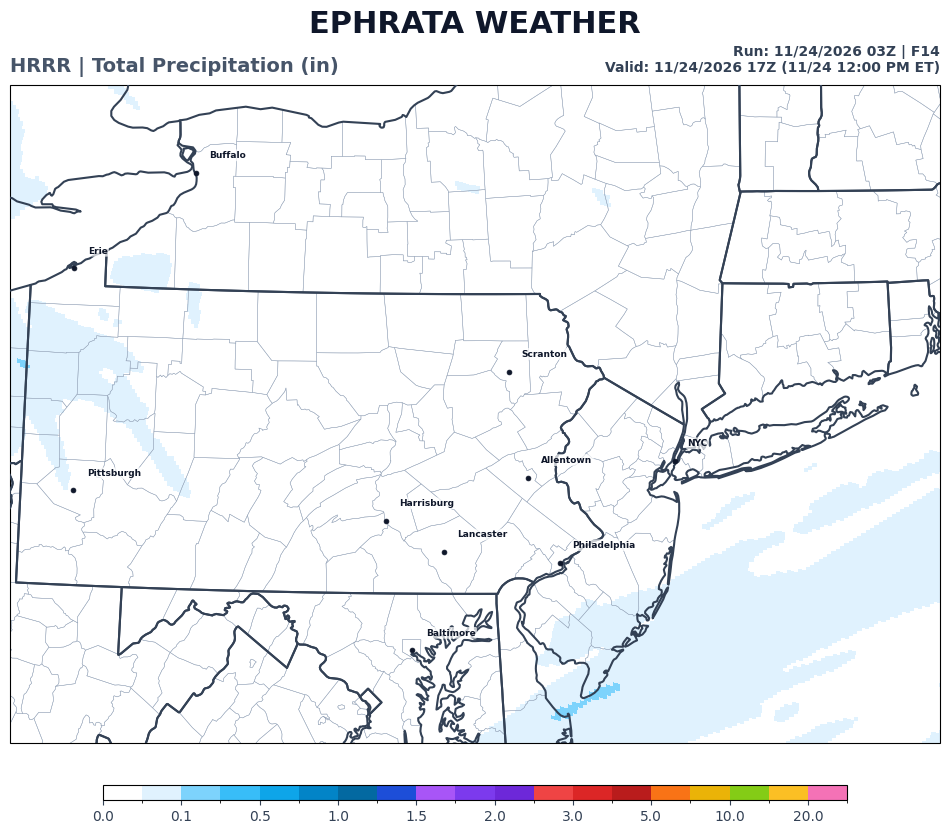 EPHRATA WEATHER
HRRR | Total Precipitation (in)
Run: 11/24/2026 03Z | F14
Valid: 11/24/2026 17Z (11/24 12:00 PM ET)
Buffalo
Erie
Scranton
NYC
Allentown
Pittsburgh
Harrisburg
Lancaster
Philadelphia
Baltimore
0.0 0.1 0.5 1.0 1.5 2.0 3.0 5.0 10.0 20.0